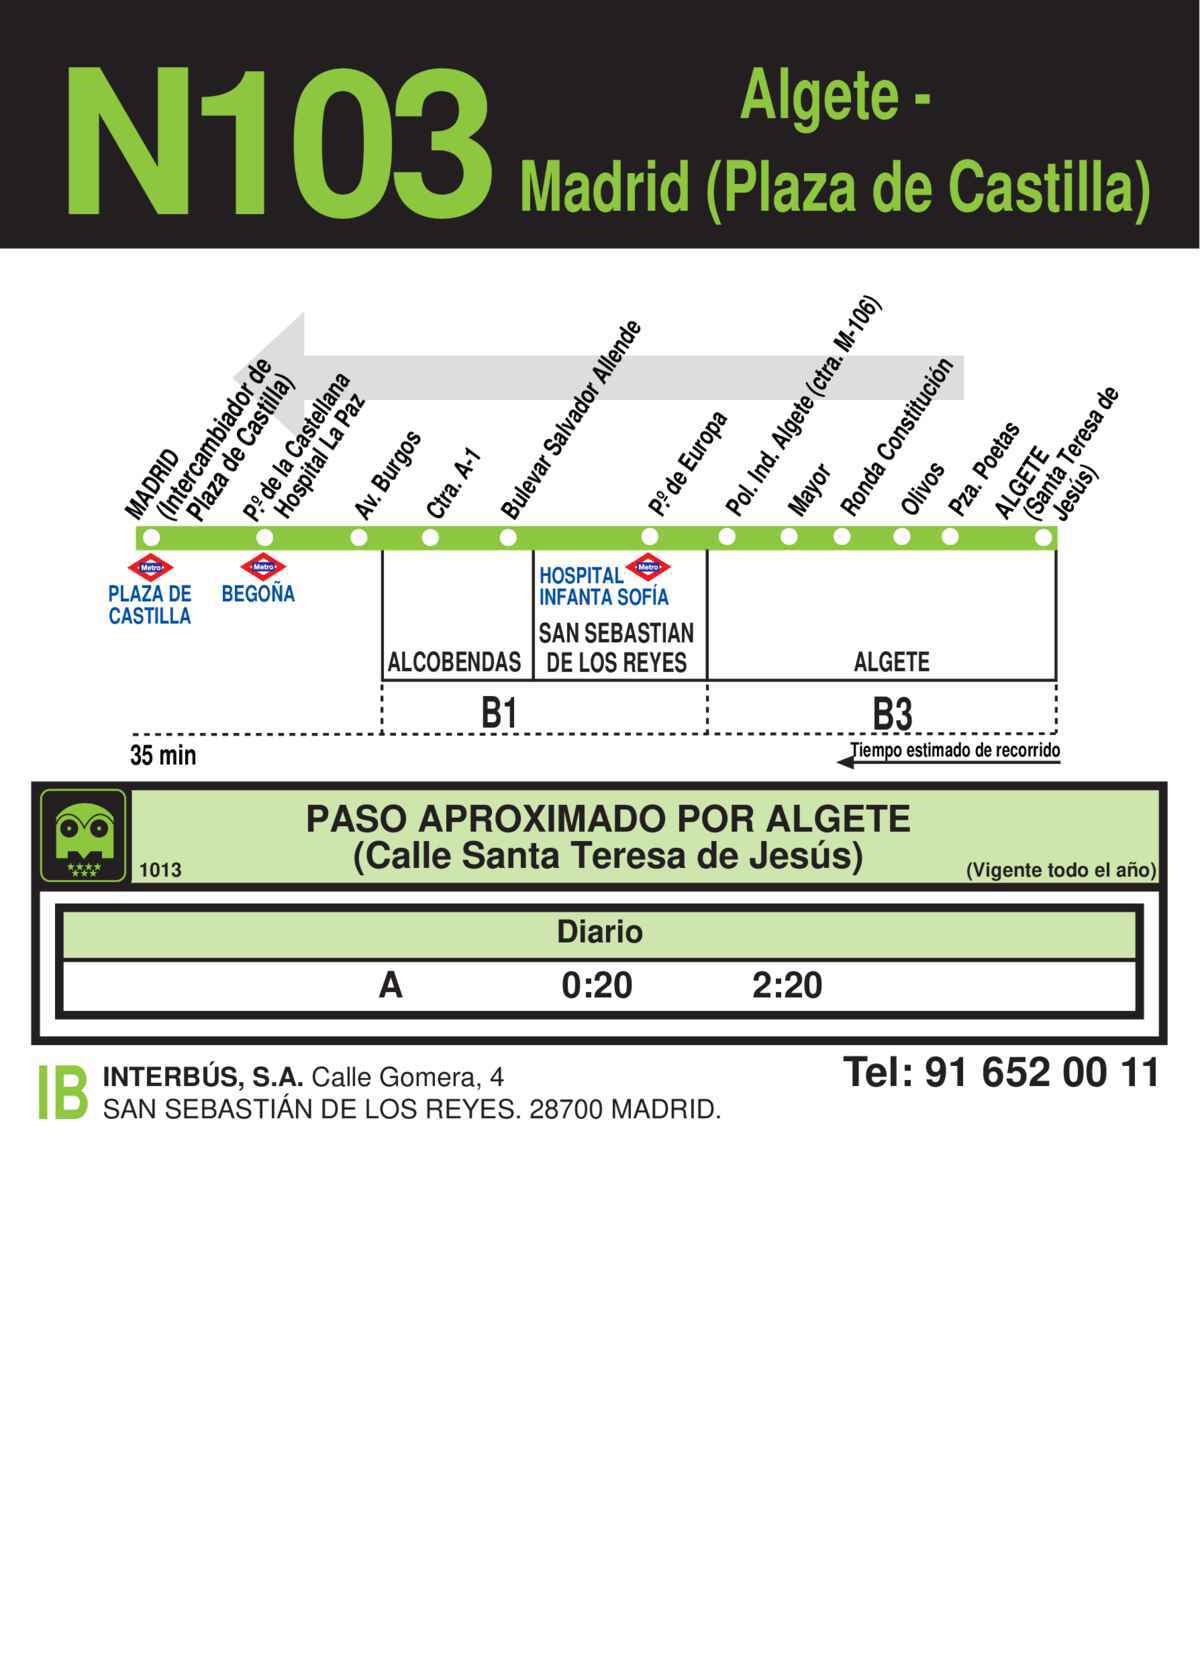 N103
Algete -
Madrid (Plaza de Castilla)
MADRID
(Intercambiador de
Plaza de Castilla)
P.º de la Castellana
Hospital La Paz
Av. Burgos
Ctra. A-1
Bulevar Salvador Allende
P.º de Europa
Pol. Ind. Algete (ctra. M-106)
Mayor
Ronda Constitución
Olivos
Pza. Poetas
ALGETE
(Santa Teresa de
Jesús)
Metro
PLAZA DE
CASTILLA
Metro
BEGOÑA
Metro
HOSPITAL
INFANTA SOFÍA
ALCOBENDAS
SAN SEBASTIAN
DE LOS REYES
ALGETE
B1
B3
35 min
Tiempo estimado de recorrido
PASO APROXIMADO POR ALGETE
(Calle Santa Teresa de Jesús)
1013
(Vigente todo el año)
Diario
A 0:20 2:20
IB
INTERBÚS, S.A. Calle Gomera, 4
SAN SEBASTIÁN DE LOS REYES. 28700 MADRID.
Tel: 91 652 00 11